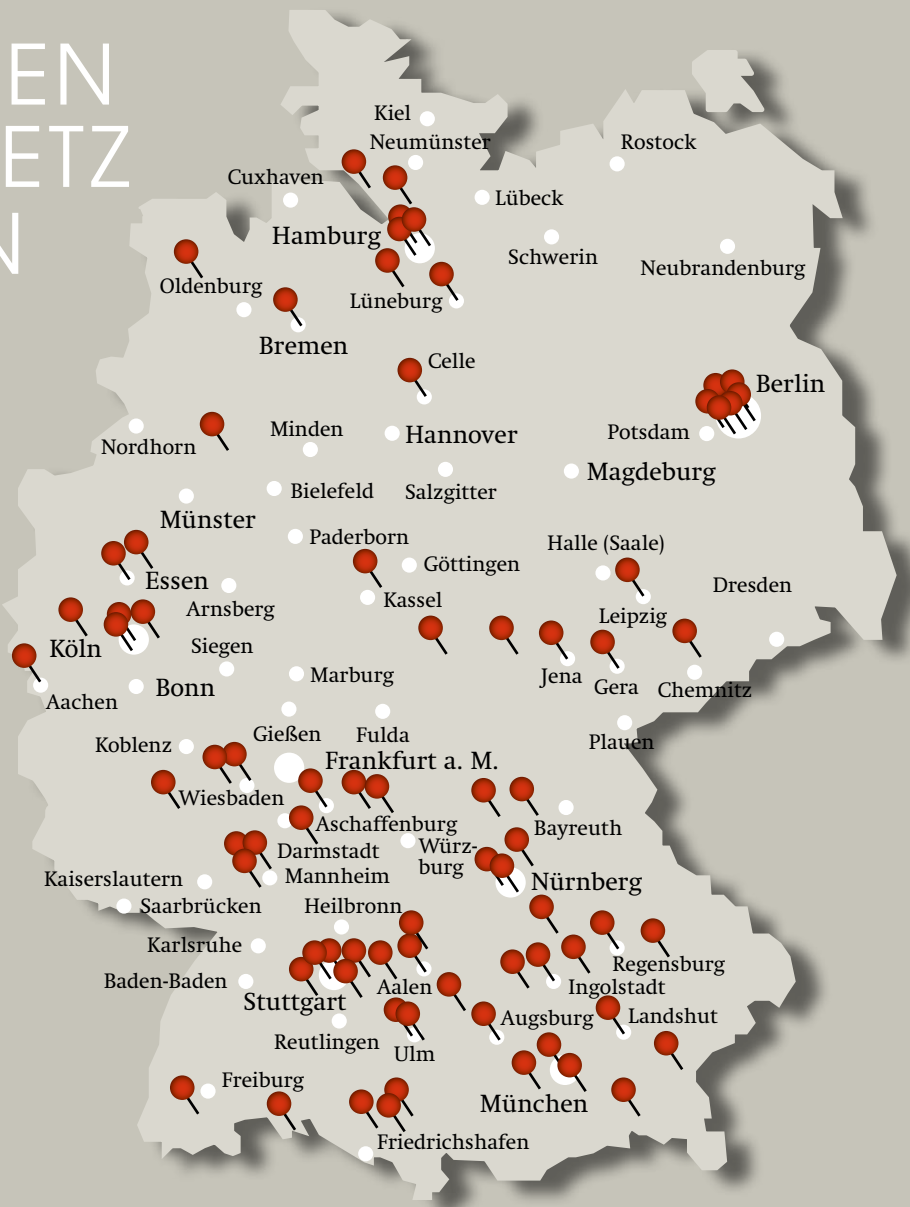 EN
ETZ
N
Kiel
Neumünster
Rostock
Cuxhaven
Lübeck
Hamburg
Schwerin
Neubrandenburg
Oldenburg
Lüneburg
Bremen
Celle
Berlin
Nordhorn
Minden
Hannover
Potsdam
Magdeburg
Bielefeld
Salzgitter
Münster
Paderborn
Göttingen
Halle (Saale)
Essen
Dresden
Kassel
Arnsberg
Leipzig
Köln
Siegen
Jena
Gera
Chemnitz
Marburg
Bonn
Aachen
Gießen
Fulda
Plauen
Koblenz
Frankfurt a. M.
Wiesbaden
Aschaffenburg
Bayreuth
Würz-
burg
Darmstadt
Mannheim
Kaiserslautern
Nürnberg
Saarbrücken
Heilbronn
Karlsruhe
Regensburg
Baden-Baden
Aalen
Ingolstadt
Stuttgart
Augsburg
Landshut
Reutlingen
Ulm
Freiburg
München
Friedrichshafen